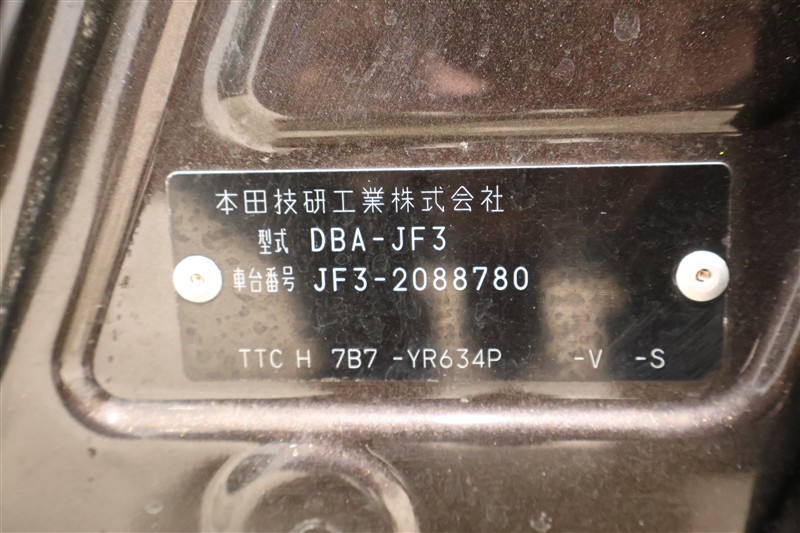 本田技研工業株式会社
型式 DBA-JF3
車台番号 JF3-2088780
TTC H 7B7 -YR634P -V -S